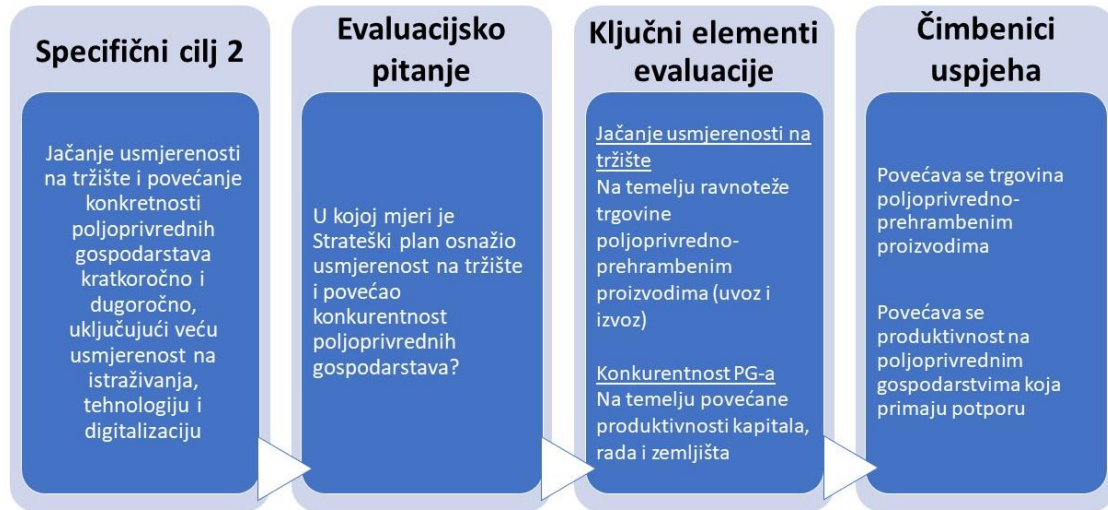 Specifični cilj 2
Jačanje usmjerenosti
na tržište i povećanje
konkretnosti
poljoprivrednih
gospodarstava
kratkoročno i
dugoročno,
uključujući veću
usmjerenost na
istraživanja,
tehnologiju i
digitalizaciju
Evaluacijsko
pitanje
U kojoj mjeri je
Strateški plan osnažio
usmjerenost na tržište
i povećao
konkurentnost
poljoprivrednih
gospodarstava?
Ključni elementi
evaluacije
Jačanje usmjerenosti na
tržište
Na temelju ravnoteže
trgovine
poljoprivredno-
prehrambenim
proizvodima (uvoz i
izvoz)
Konkurentnost PG-a
Na temelju povećane
produktivnosti kapitala,
rada i zemljišta
Čimbenici
uspjeha
Povećava se trgovina
poljoprivredno-
prehrambenim
proizvodima
Povećava se
produktivnost na
poljoprivrednim
gospodarstvima koja
primaju potporu